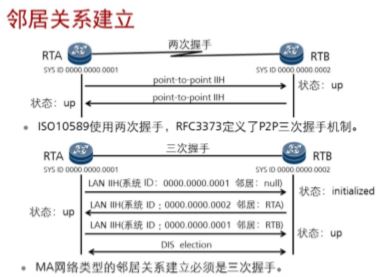 邻居关系建立
两次握手
RTA
RTB
SYS ID 0000.0000.0001
SYS ID 0000.0000.0002
point-to-point IIH
状态：up
point-to-point IIH
状态：up
• ISO10589使用两次握手，RFC3373定义了P2P三次握手机制。
三次握手
RTA
RTB
SYS ID 0000.0000.0001
SYS ID 0000.0000.0002
LAN IIH(系统 ID：0000.0000.0001 邻居：null)
状态：initialized
LAN IIH(系统 ID：0000.0000.0002 邻居：RTA)
状态：up
LAN IIH(系统 ID：0000.0000.0001 邻居：RTB)
状态：up
DIS election
• MA网络类型的邻居关系建立必须是三次握手。